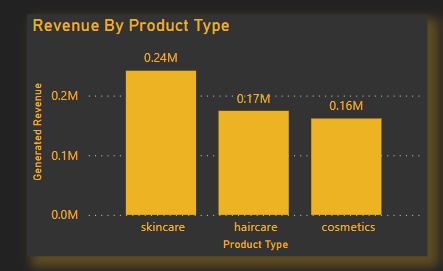 Revenue By Product Type
0.24M
0.17M
0.16M
Generated Revenue
0.2M
0.1M
0.0M
skincare
haircare
cosmetics
Product Type